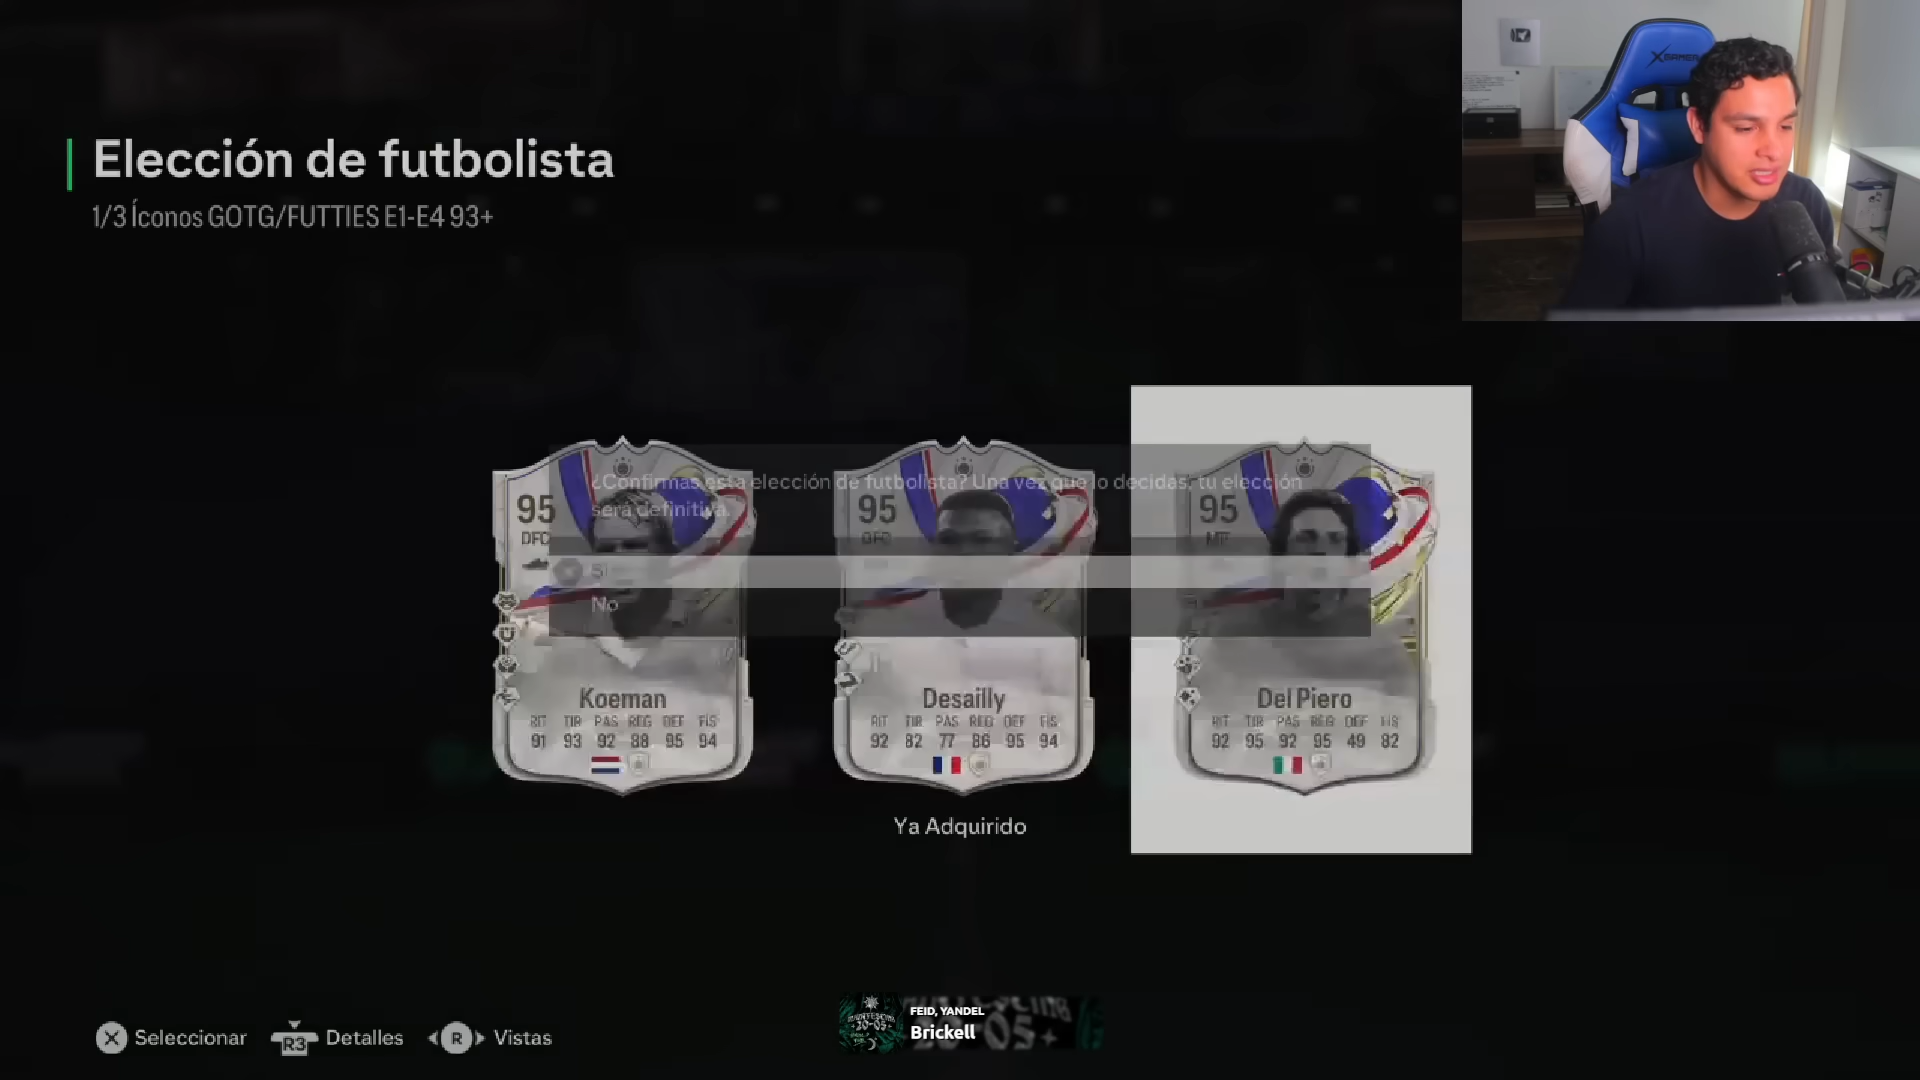 Elección de futbolista
1/3 Íconos GOTG/FUTTIES E1-E4 93+
XGAMER
¿Confirmas esta elección de futbolista? Una vez que lo decidas, tu elección
será definitiva.
Sí
No
95
DFC
Koeman
RIT TIR PAS REG DEF FIS
91 93 92 88 95 94
95
DFC
Desailly
RIT TIR PAS REG DEF FIS
92 82 77 86 95 94
Ya Adquirido
95
Del Piero
RIT TIR PAS REG DEF FIS
92 95 92 95 49 82
Seleccionar
R3 Detalles
R Vistas
FEID, YANDEL
Brickell